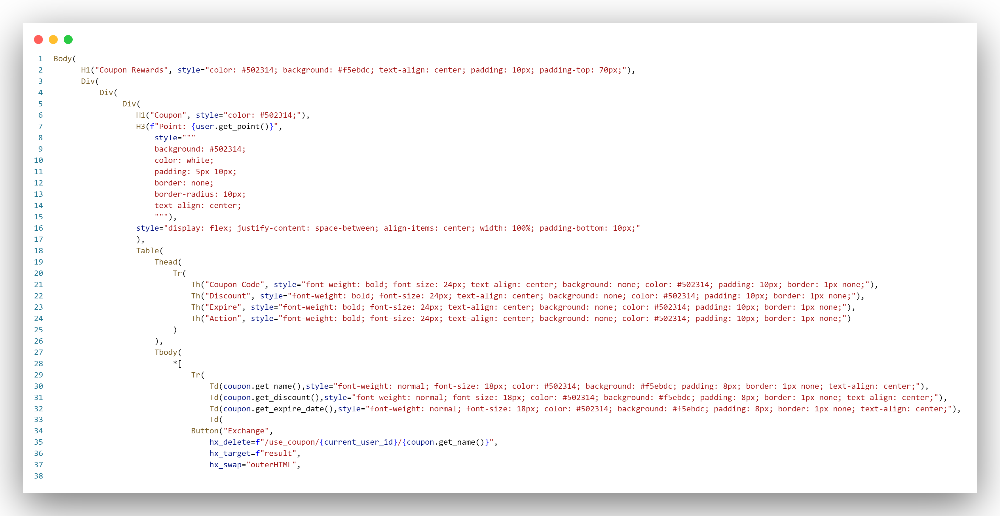 1 Body(
2 H1("Coupon Rewards", style="color: #502314; background: #f5ebdc; text-align: center; padding: 10px; padding-top: 70px;"),
3 Div(
4 Div(
5 Div(
6 H1("Coupon", style="color: #502314;"),
7 H3(f"Point: {user.get_point()}",
8 style="""
9 background: #502314;
10 color: white;
11 padding: 5px 10px;
12 border: none;
13 border-radius: 10px;
14 text-align: center;
15 """),
16 style="display: flex; justify-content: space-between; align-items: center; width: 100%; padding-bottom: 10px;"
17 ),
18 Table(
19 Thead(
20 Tr(
21 Th("Coupon Code", style="font-weight: bold; font-size: 24px; text-align: center; background: none; color: #502314; padding: 10px; border: 1px none;"),
22 Th("Discount", style="font-weight: bold; font-size: 24px; text-align: center; background: none; color: #502314; padding: 10px; border: 1px none;"),
23 Th("Expire", style="font-weight: bold; font-size: 24px; text-align: center; background: none; color: #502314; padding: 10px; border: 1px none;"),
24 Th("Action", style="font-weight: bold; font-size: 24px; text-align: center; background: none; color: #502314; padding: 10px; border: 1px none;")
25 )
26 ),
27 Tbody(
28 *[
29 Tr(
30 Td(coupon.get_name(),style="font-weight: normal; font-size: 18px; color: #502314; background: #f5ebdc; padding: 8px; border: 1px none; text-align: center;"),
31 Td(coupon.get_discount(),style="font-weight: normal; font-size: 18px; color: #502314; background: #f5ebdc; padding: 8px; border: 1px none; text-align: center;"),
32 Td(coupon.get_expire_date(),style="font-weight: normal; font-size: 18px; color: #502314; background: #f5ebdc; padding: 8px; border: 1px none; text-align: center;"),
33 Td(
34 Button("Exchange",
35 hx_delete=f"/use_coupon/{current_user_id}/{coupon.get_name()}",
36 hx_target=f"result",
37 hx_swap="outerHTML",
38